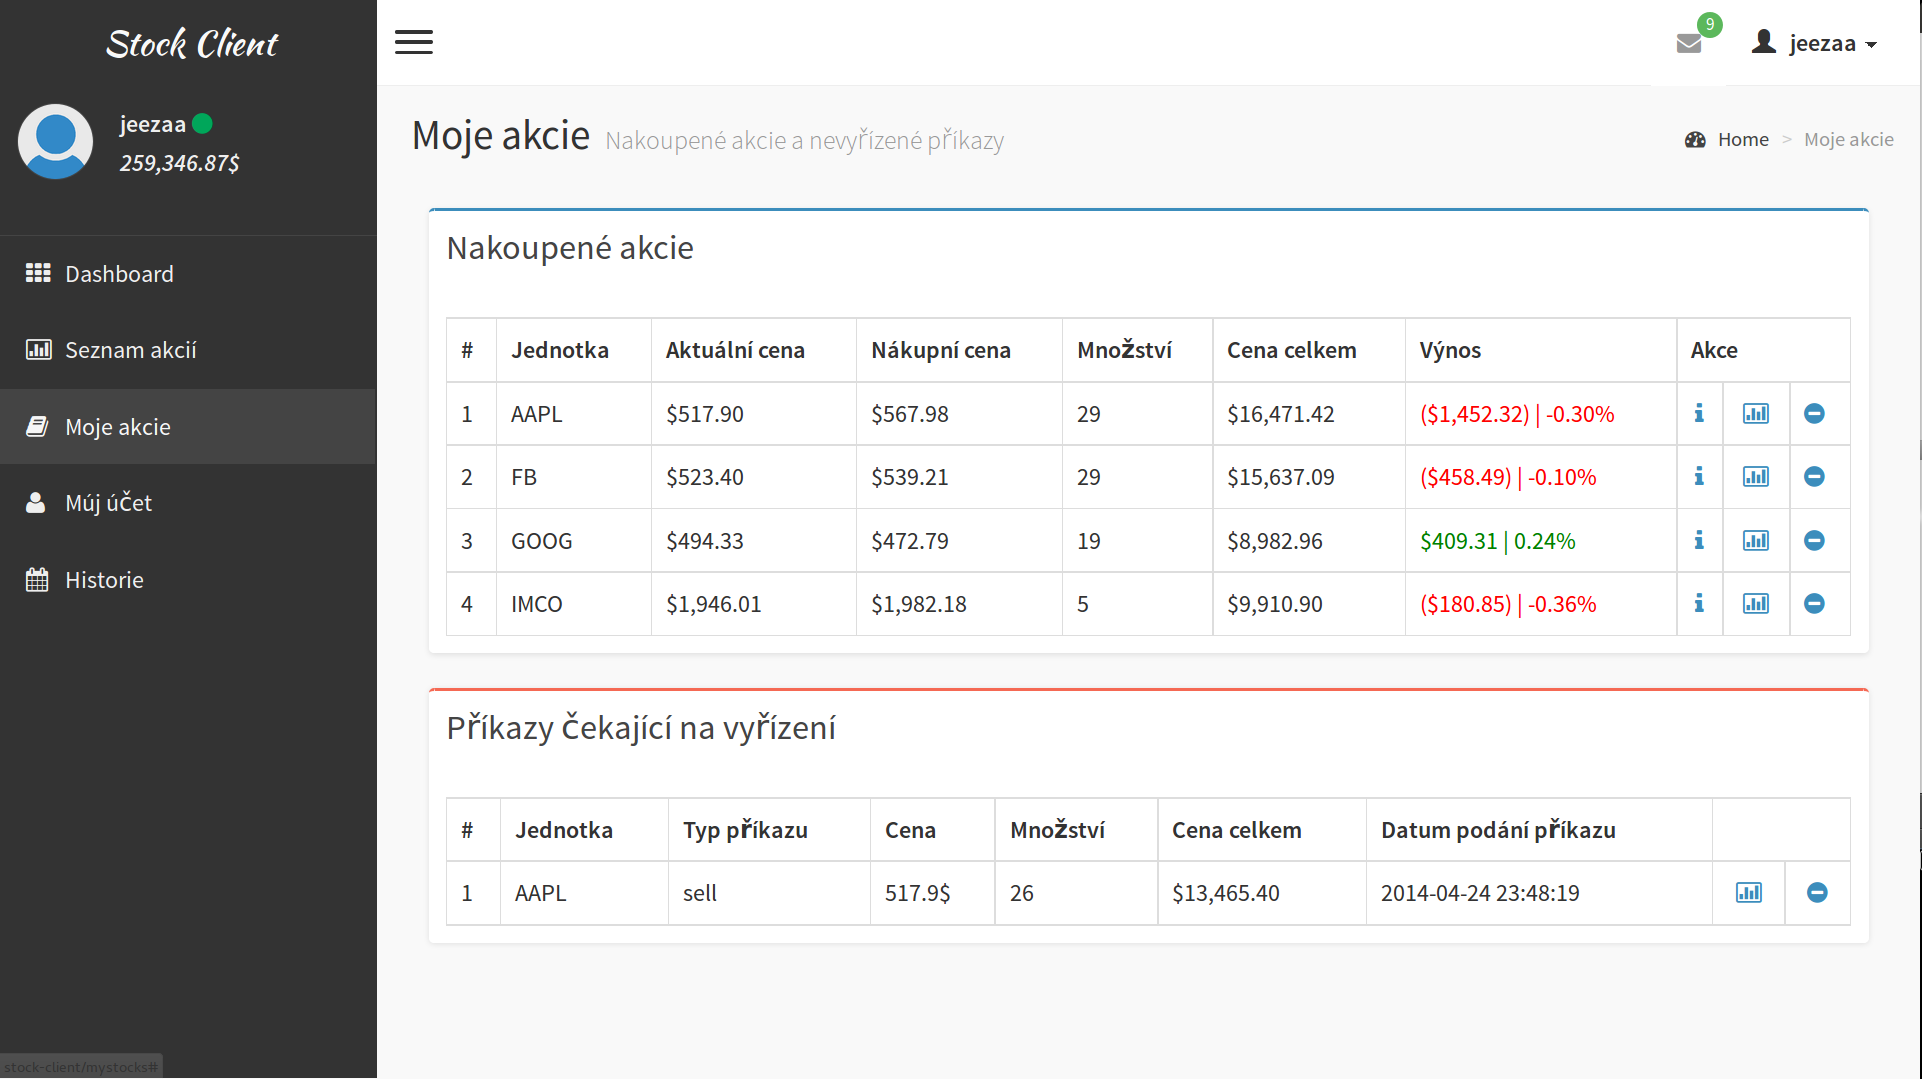 Stock Client
9
jeezaa
jeezaa
259,346.87$
Moje akcie Nakoupené akcie a nevyřízené příkazy
Home > Moje akcie
Dashboard
Seznam akcií
Moje akcie
Múj účet
Historie
Nakoupené akcie
# Jednotka Aktuální cena Nákupní cena Množství Cena celkem Výnos Akce
1 AAPL $517.90 $567.98 29 $16,471.42 ($1,452.32) | -0.30%
2 FB $523.40 $539.21 29 $15,637.09 ($458.49) | -0.10%
3 GOOG $494.33 $472.79 19 $8,982.96 $409.31 | 0.24%
4 IMCO $1,946.01 $1,982.18 5 $9,910.90 ($180.85) | -0.36%
Příkazy čekající na vyřízení
# Jednotka Typ příkazu Cena Množství Cena celkem Datum podání příkazu
1 AAPL sell 517.9$ 26 $13,465.40 2014-04-24 23:48:19
stock-client/mystocks#